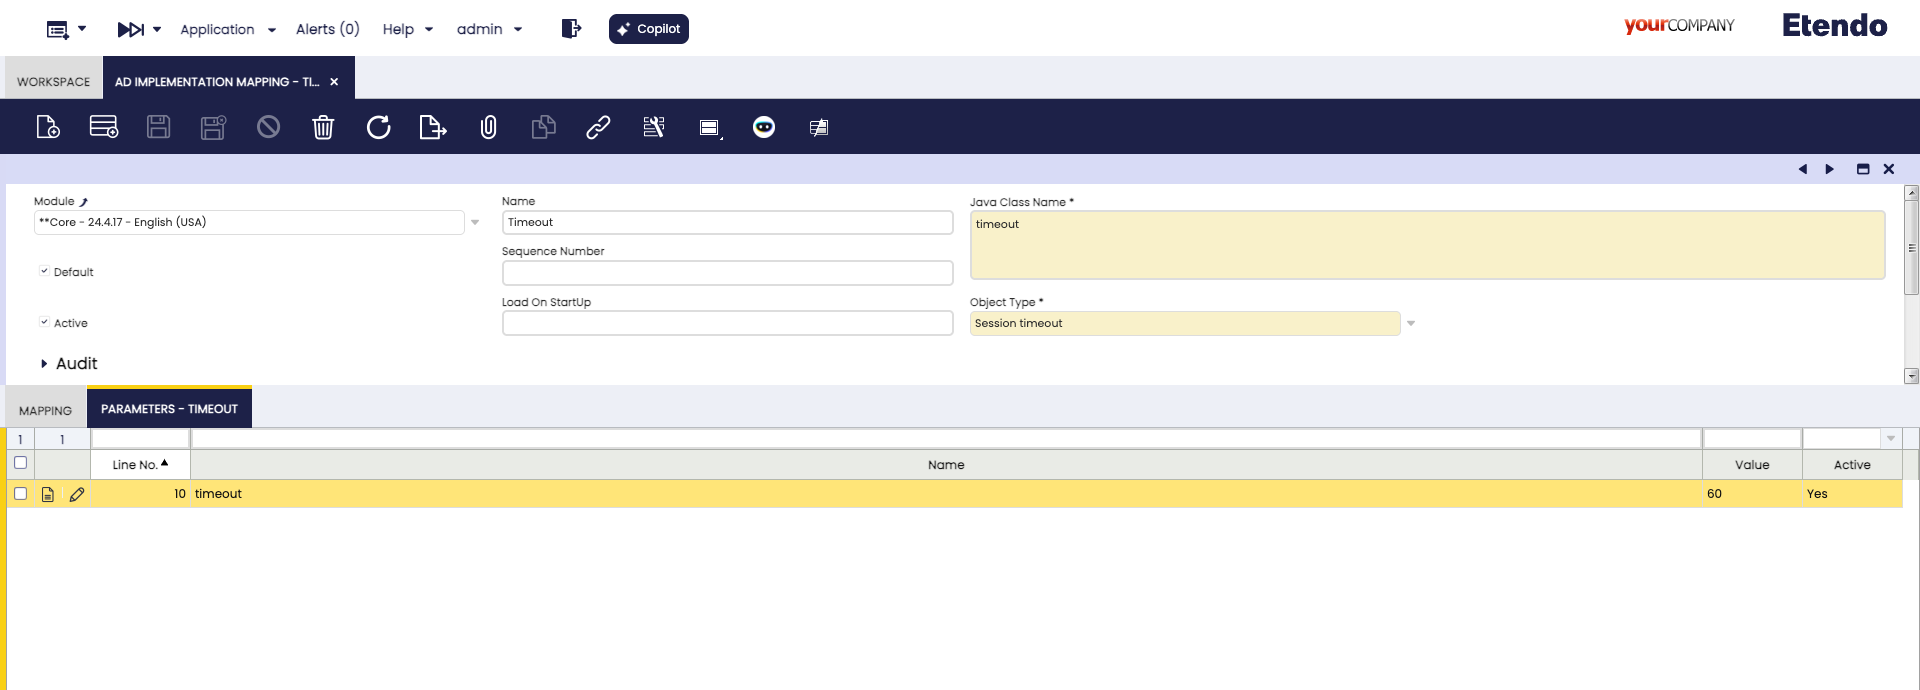 Application
Alerts (0)
Help
admin
Copilot
yourCOMPANY
Etendo
WORKSPACE
AD IMPLEMENTATION MAPPING - TI...
Module
Name
Java Class Name *
**Core - 24.4.17 - English (USA)
Timeout
timeout
Sequence Number
Default
Load On StartUp
Object Type *
Active
Session timeout
Audit
MAPPING
PARAMETERS - TIMEOUT
1 1
Line No. Name Value Active
10 timeout 60 Yes